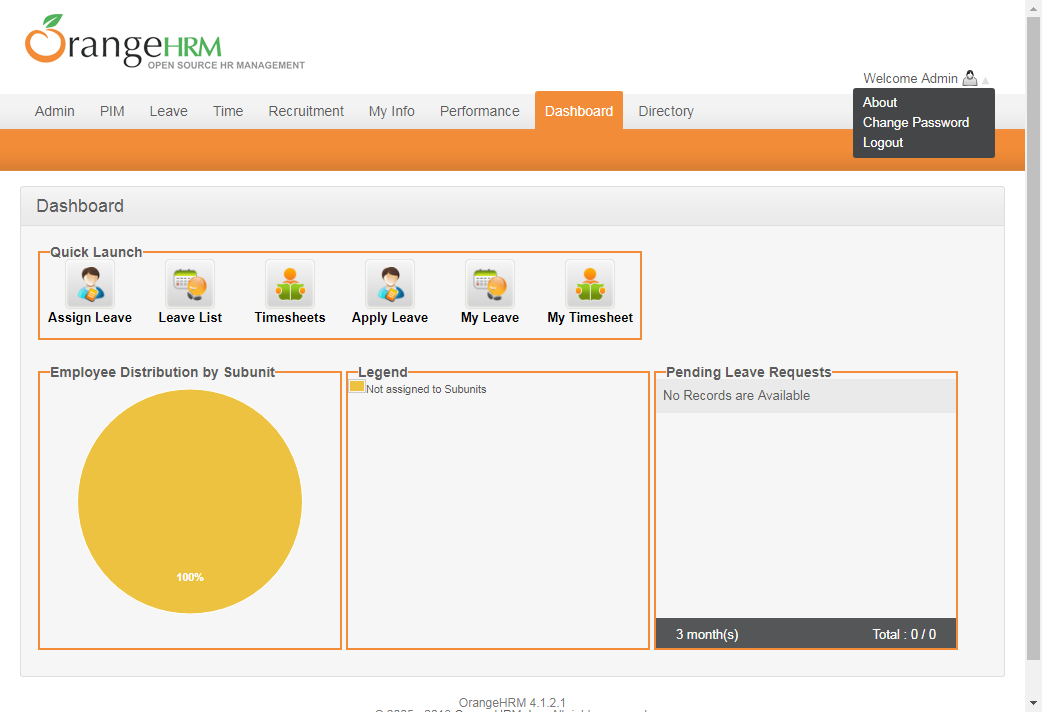 OrangeHRM
OPEN SOURCE HR MANAGEMENT
Welcome Admin
About
Change Password
Logout
Admin PIM Leave Time Recruitment My Info Performance Dashboard Directory
Dashboard
Quick Launch
Assign Leave Leave List Timesheets Apply Leave My Leave My Timesheet
Employee Distribution by Subunit
100%
Legend
Not assigned to Subunits
Pending Leave Requests
No Records are Available
3 month(s) Total : 0 / 0
OrangeHRM 4.1.2.1